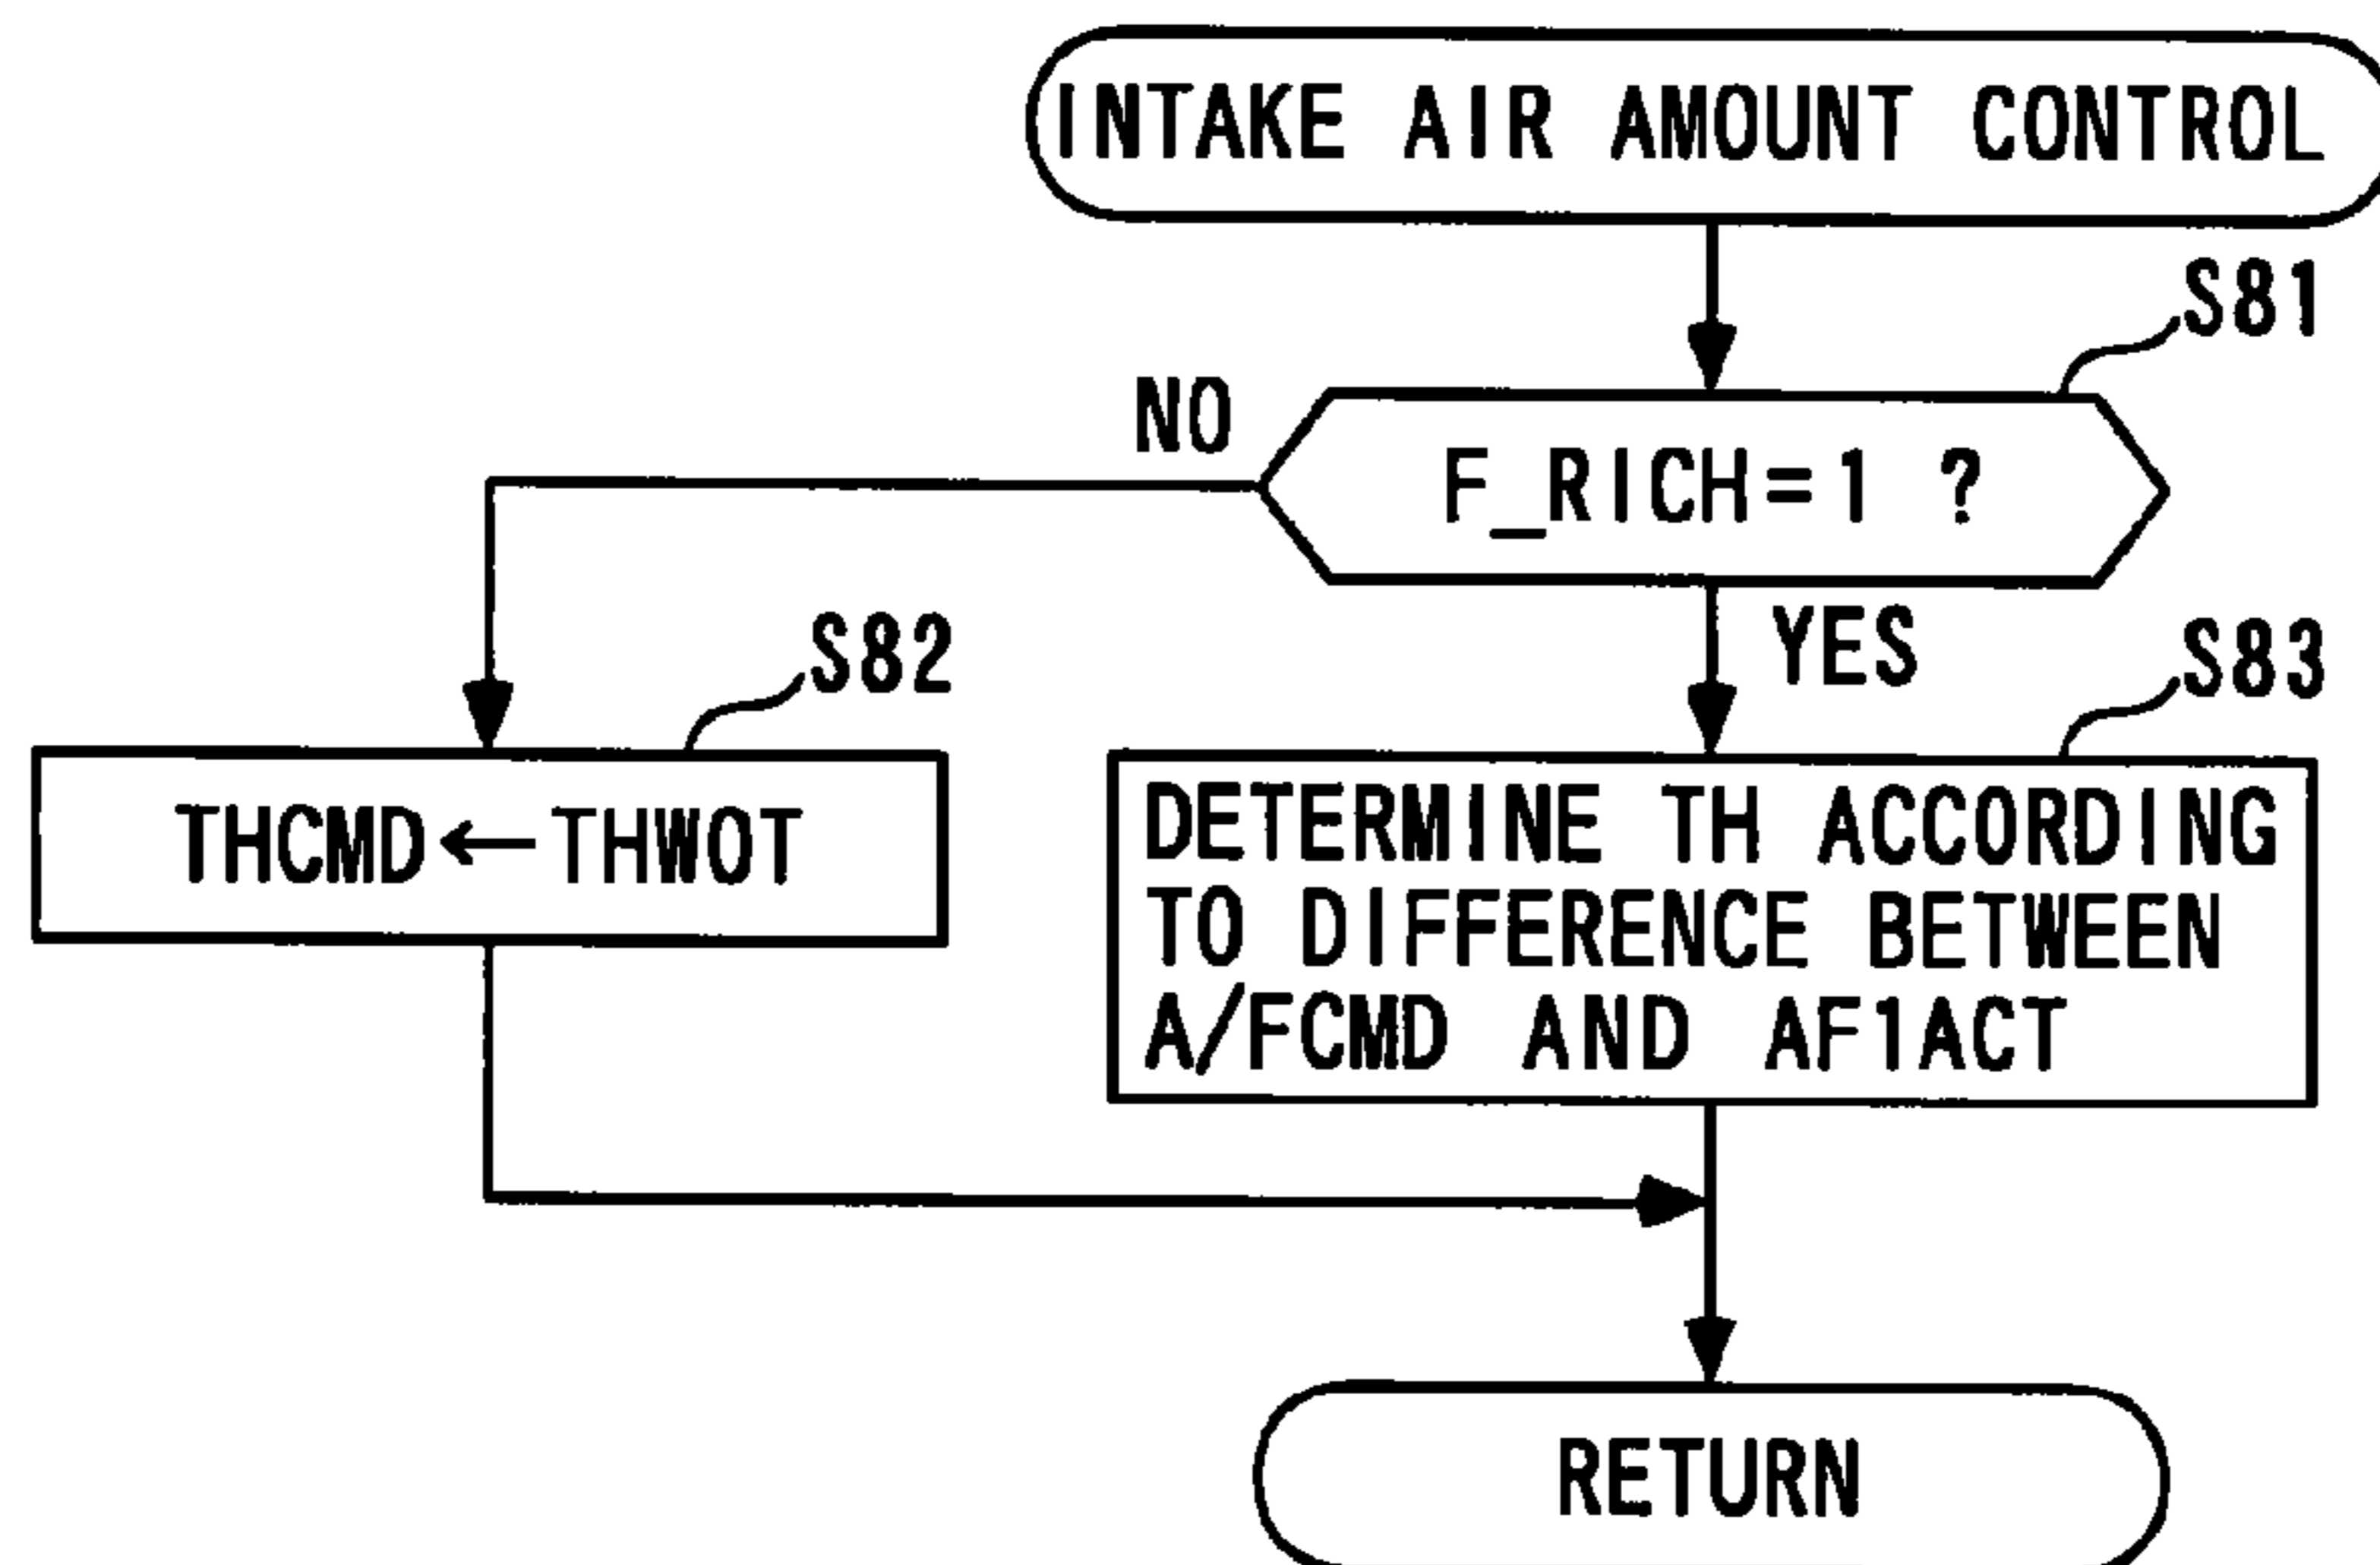 INTAKE AIR AMOUNT CONTROL
S81
NO
F_RICH=1 ?
YES
S82
S83
THCMD←THWOT
DETERMINE TH ACCORDING
TO DIFFERENCE BETWEEN
A/FCMD AND AF1ACT
RETURN